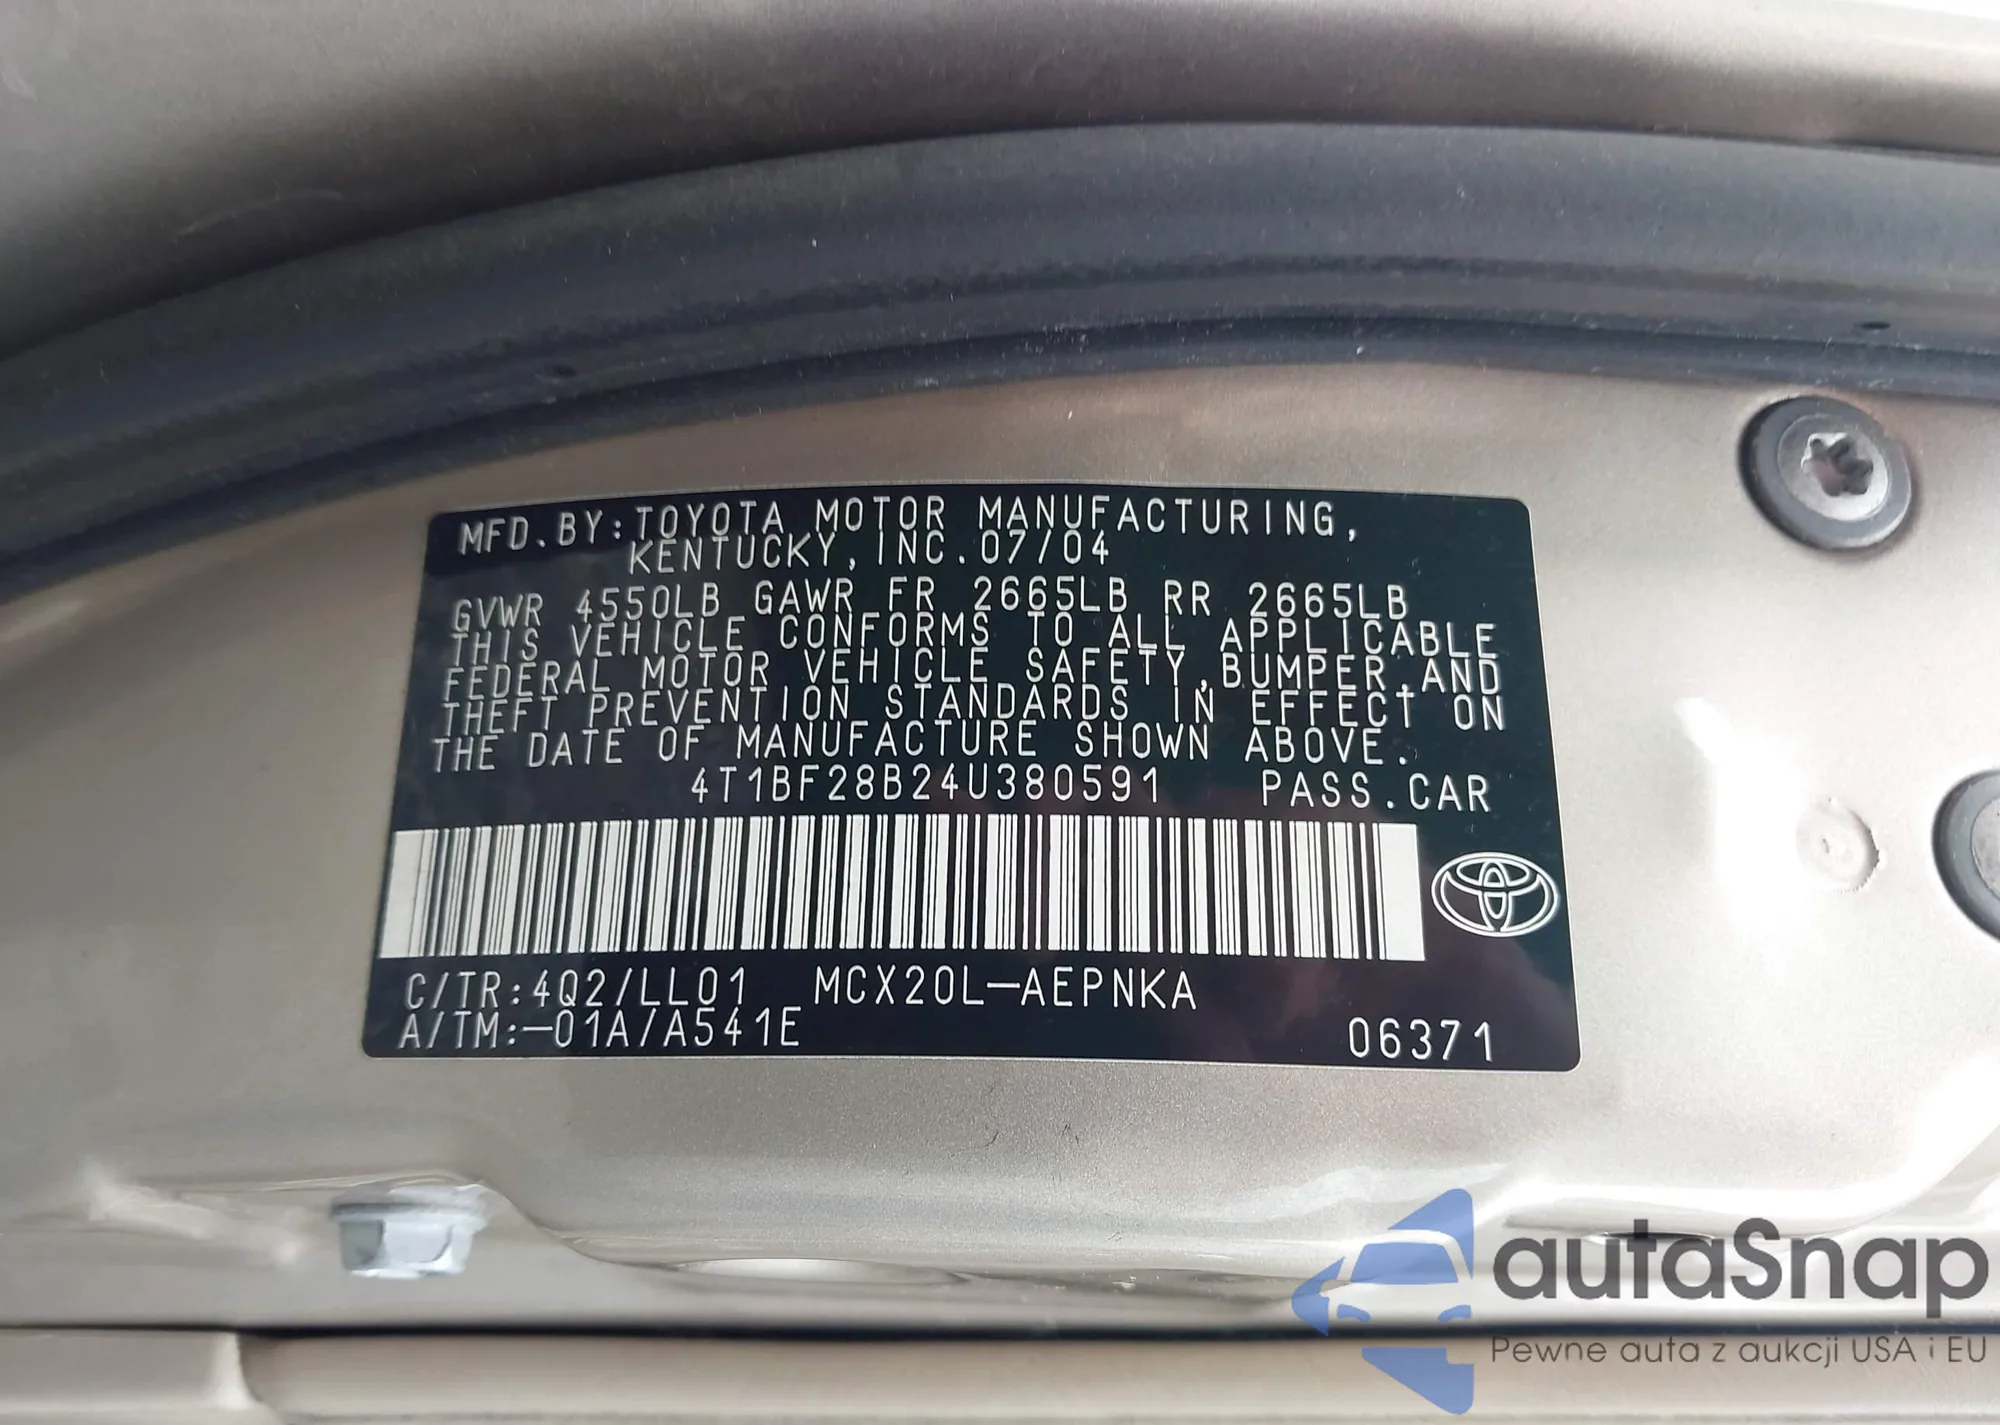 MFD.BY:TOYOTA MOTOR MANUFACTURING,
KENTUCKY, INC.07/04
GVWR 4550LB GAWR FR 2665LB RR 2665LB
THIS VEHICLE CONFORMS TO ALL APPLICABLE
FEDERAL MOTOR VEHICLE SAFETY,BUMPER,AND
THEFT PREVENTION STANDARDS IN EFFECT ON
THE DATE OF MANUFACTURE SHOWN ABOVE.
4T1BF28B24U380591 PASS.CAR
C/TR:4Q2/LL01 MCX20L-AEPNKA
A/TM:-01A/A541E 06371
autaSnap
Pewne auta z aukcji USA i EU